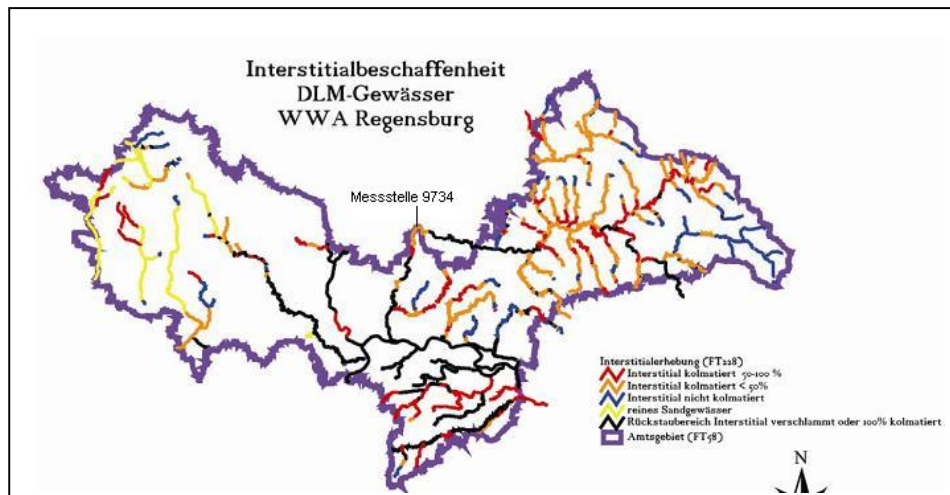 Interstitialbeschaffenheit
DLM-Gewässer
WWA Regensburg
Messstelle 9734
Interstitialerhebung (FT228)
Interstitial kolmatiert 50-100 %
Interstitial kolmatiert < 50%
Interstitial nicht kolmatiert
reines Sandgewässer
Rückstaubereich Interstitial verschlammt oder 100% kolmatiert
Amtsgebiet (FT58)
N